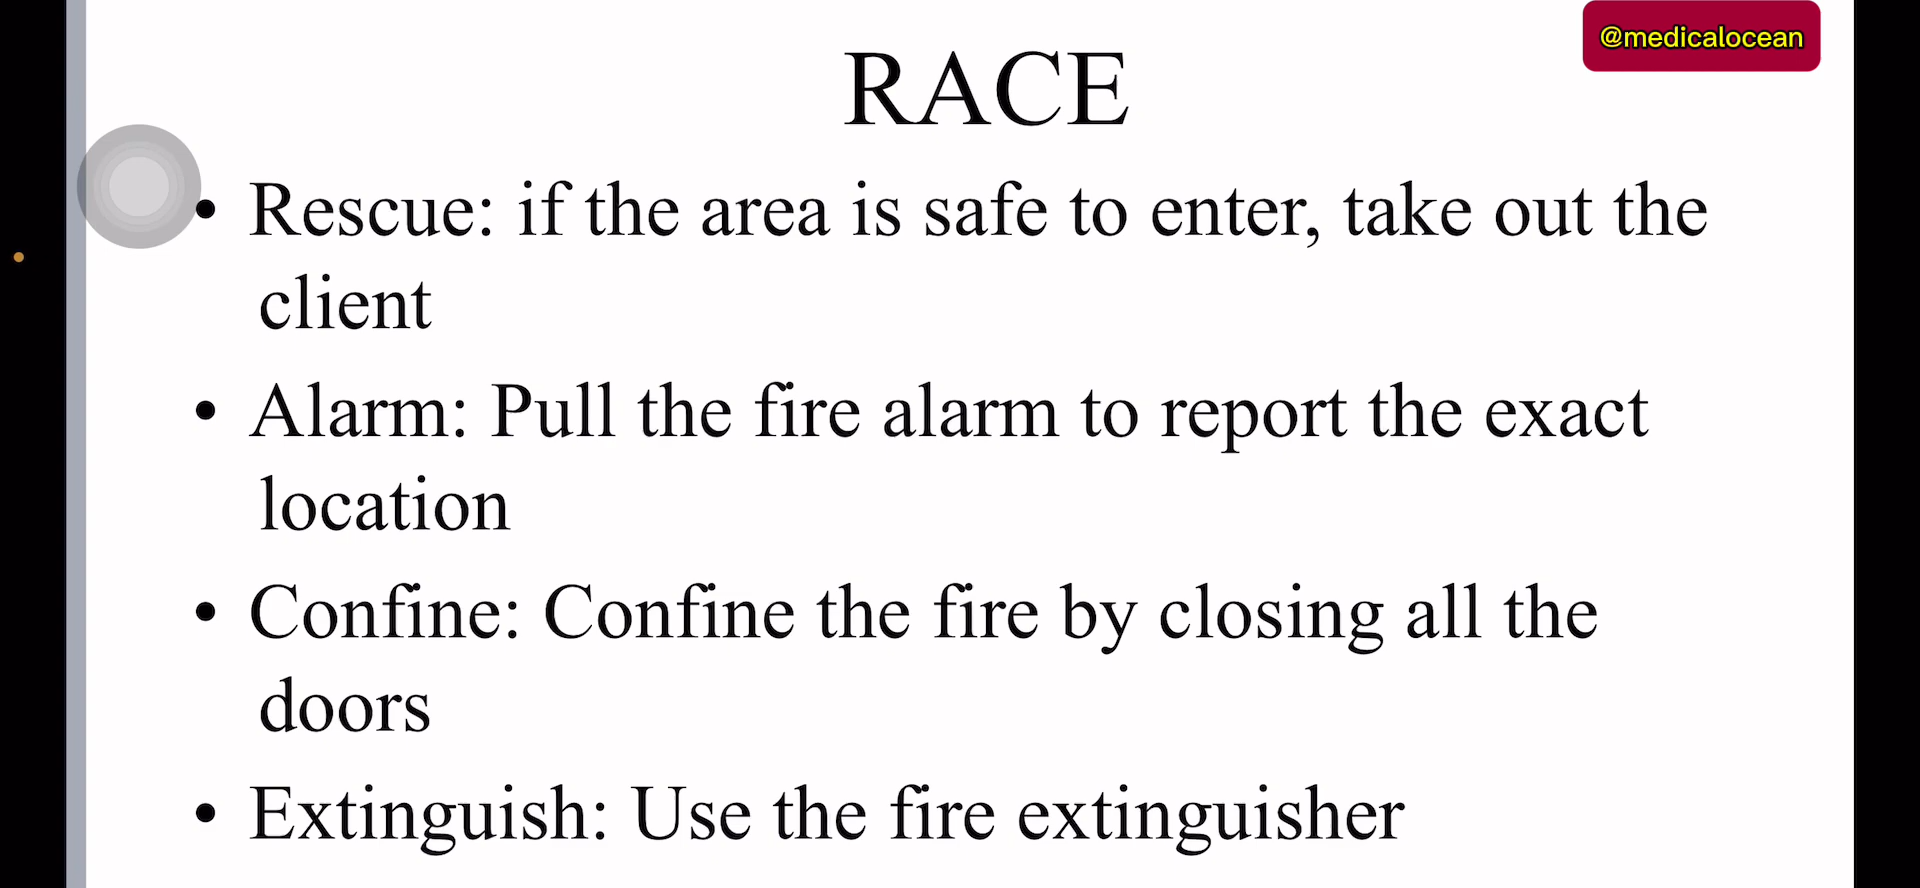 @medicalocean
RACE
• Rescue: if the area is safe to enter, take out the
client
• Alarm: Pull the fire alarm to report the exact
location
• Confine: Confine the fire by closing all the
doors
• Extinguish: Use the fire extinguisher